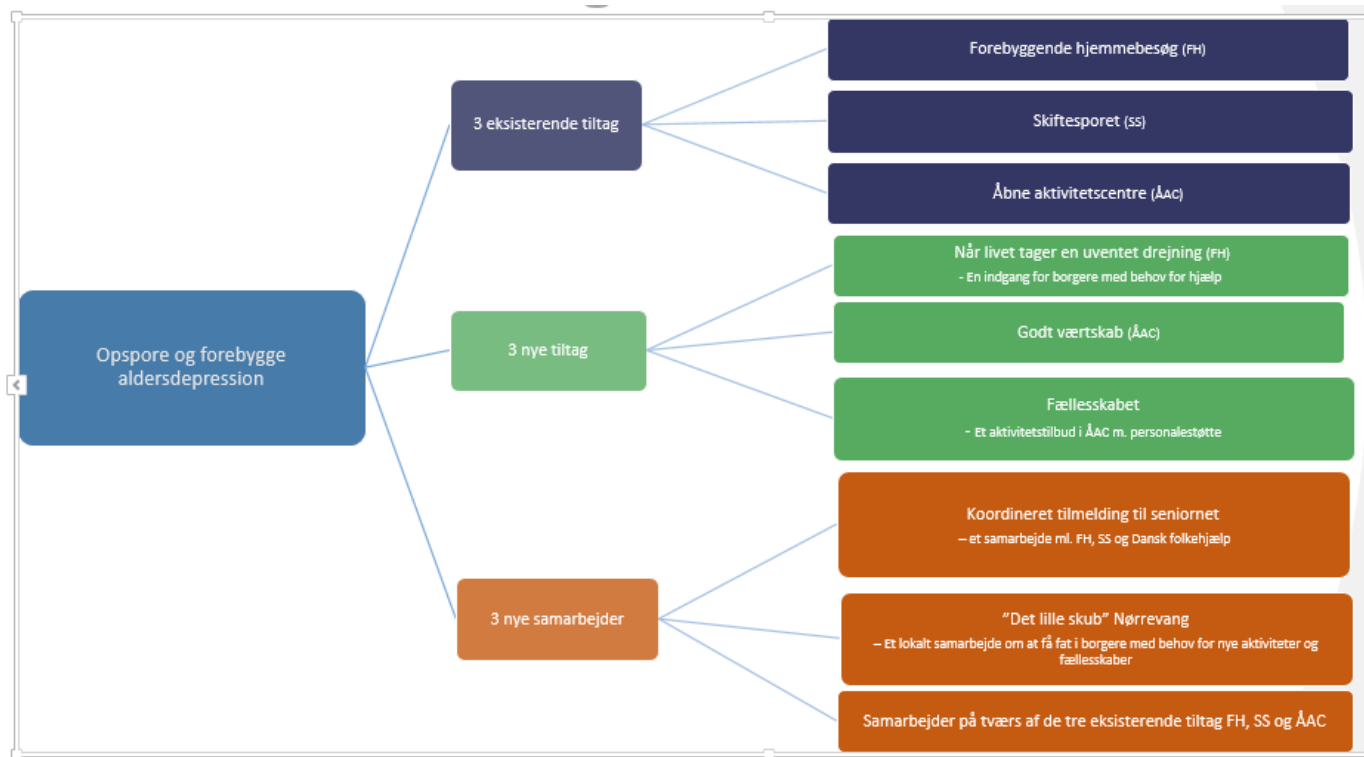 Opspore og forebygge
aldersdepression
3 eksisterende tiltag
Forebyggende hjemmebesøg (FH)
Skiftesporet (SS)
Åbne aktivitetscentre (ÅAC)
3 nye tiltag
Når livet tager en uventet drejning (FH)
- En indgang for borgere med behov for hjælp
Godt værtskab (ÅAC)
Fællesskabet
- Et aktivitetstilbud i ÅAC m. personalestøtte
3 nye samarbejder
Koordineret tilmelding til seniornet
– et samarbejde ml. FH, SS og Dansk folkehjælp
”Det lille skub” Nørrevang
– Et lokalt samarbejde om at få fat i borgere med behov for nye aktiviteter og
fællesskaber
Samarbejder på tværs af de tre eksisterende tiltag FH, SS og ÅAC